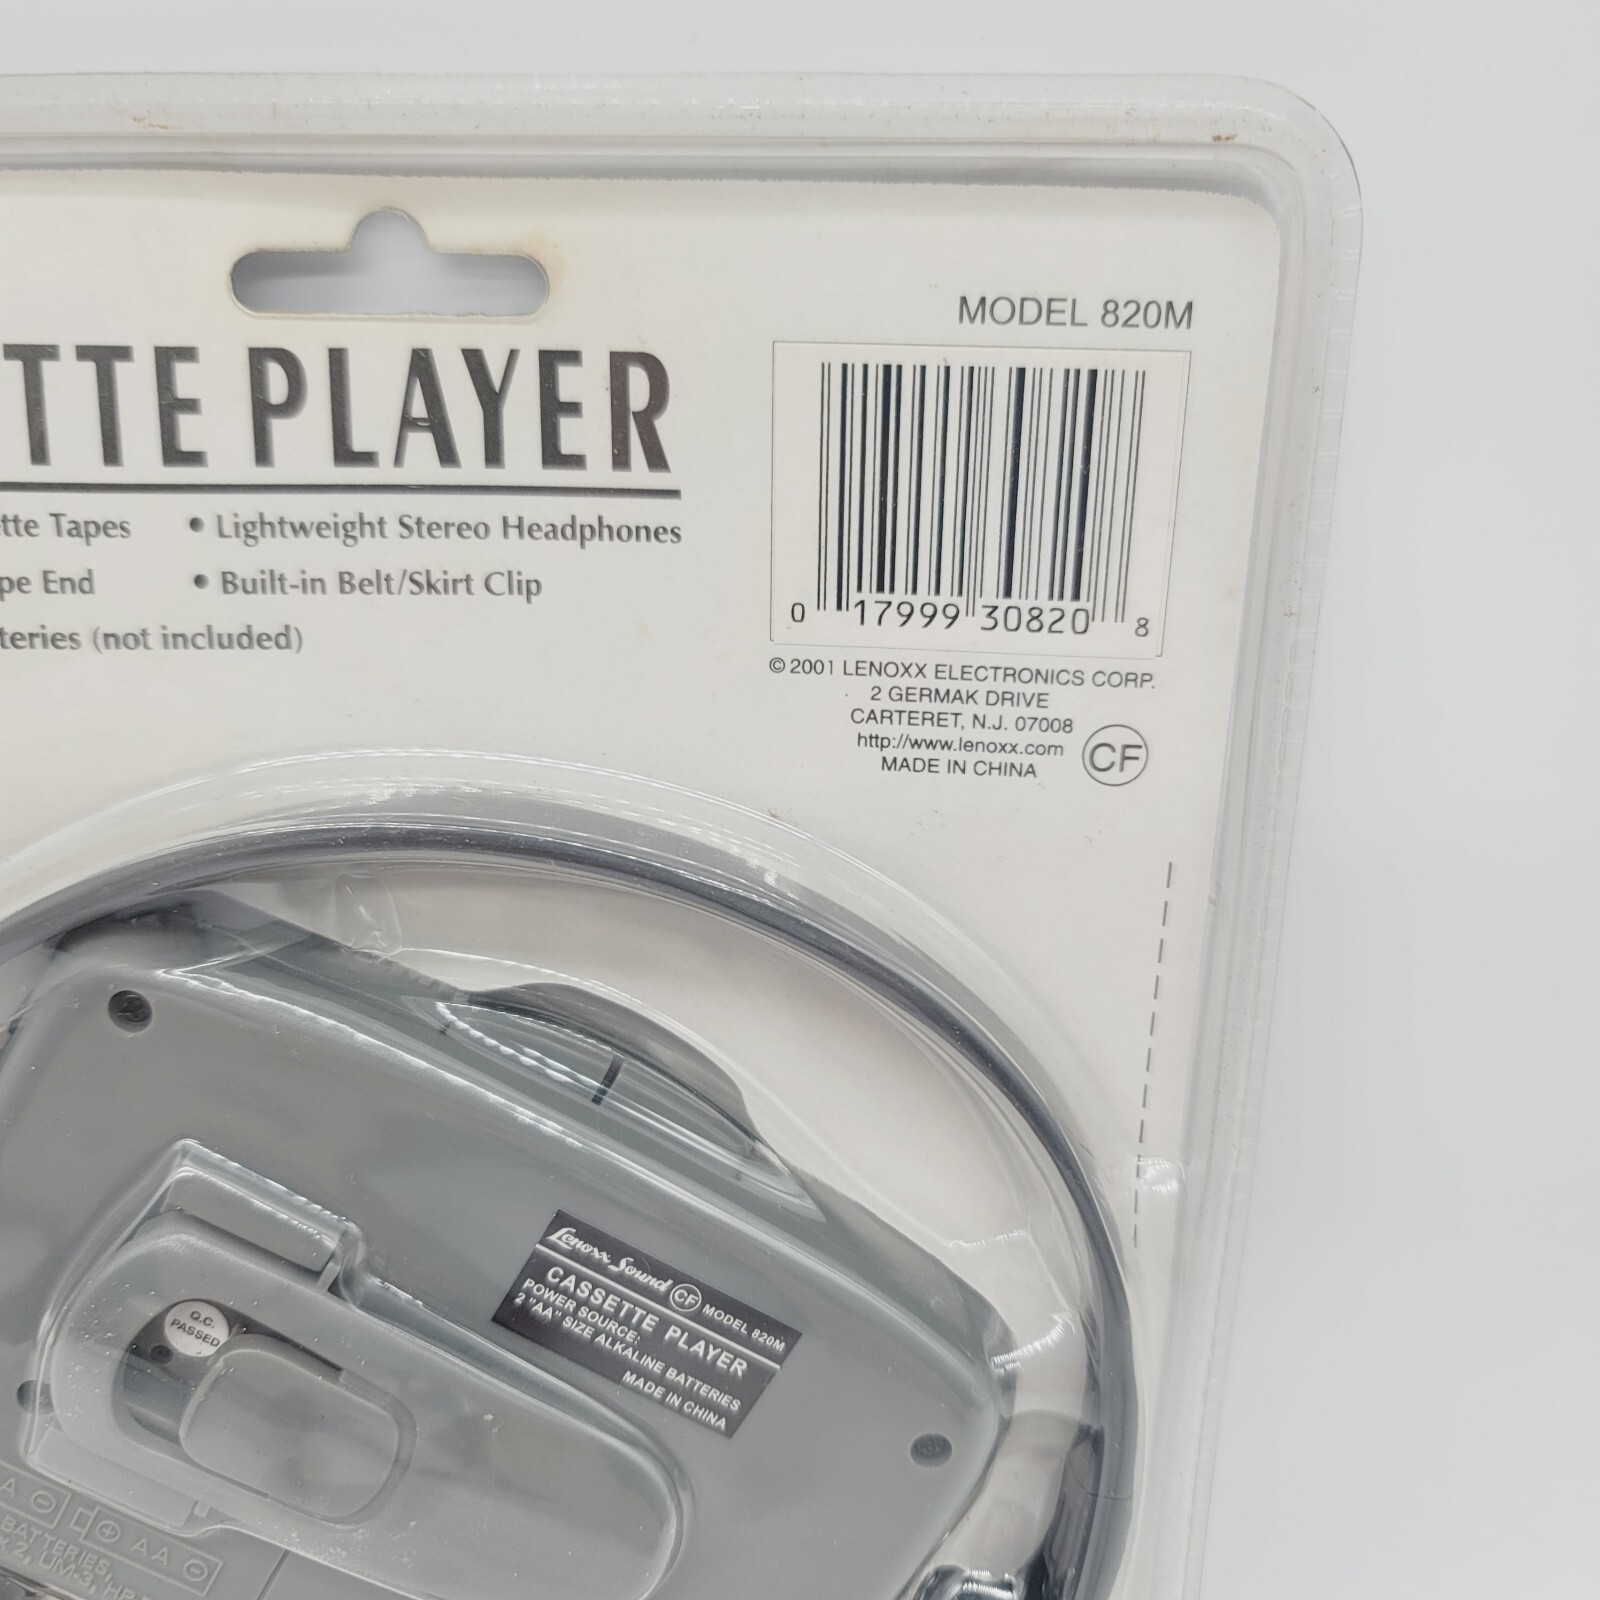 MODEL 820M
TTE PLAYER
tte Tapes • Lightweight Stereo Headphones
pe End • Built-in Belt/Skirt Clip
teries (not included)
0 17999 30820 8
© 2001 LENOXX ELECTRONICS CORP.
2 GERMAK DRIVE
CARTERET, N.J. 07008
http://www.lenoxx.com
MADE IN CHINA
CF
Lenoxx Sound CF MODEL 820M
CASSETTE PLAYER
POWER SOURCE:
2 "AA" SIZE ALKALINE BATTERIES
MADE IN CHINA
Q.C.
PASSED
A ⊖ ⊕ AA ⊖
BATTERIES,
x 2, UM-3,